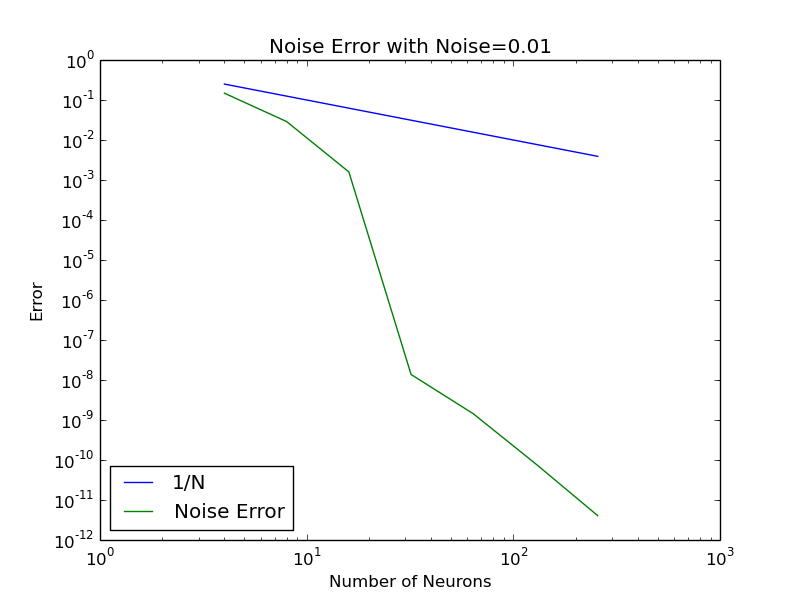 Noise Error with Noise=0.01
10^0
10^-1
10^-2
10^-3
10^-4
10^-5
10^-6
10^-7
10^-8
10^-9
10^-10
10^-11
10^-12
Error
1/N
Noise Error
10^0 10^1 10^2 10^3
Number of Neurons